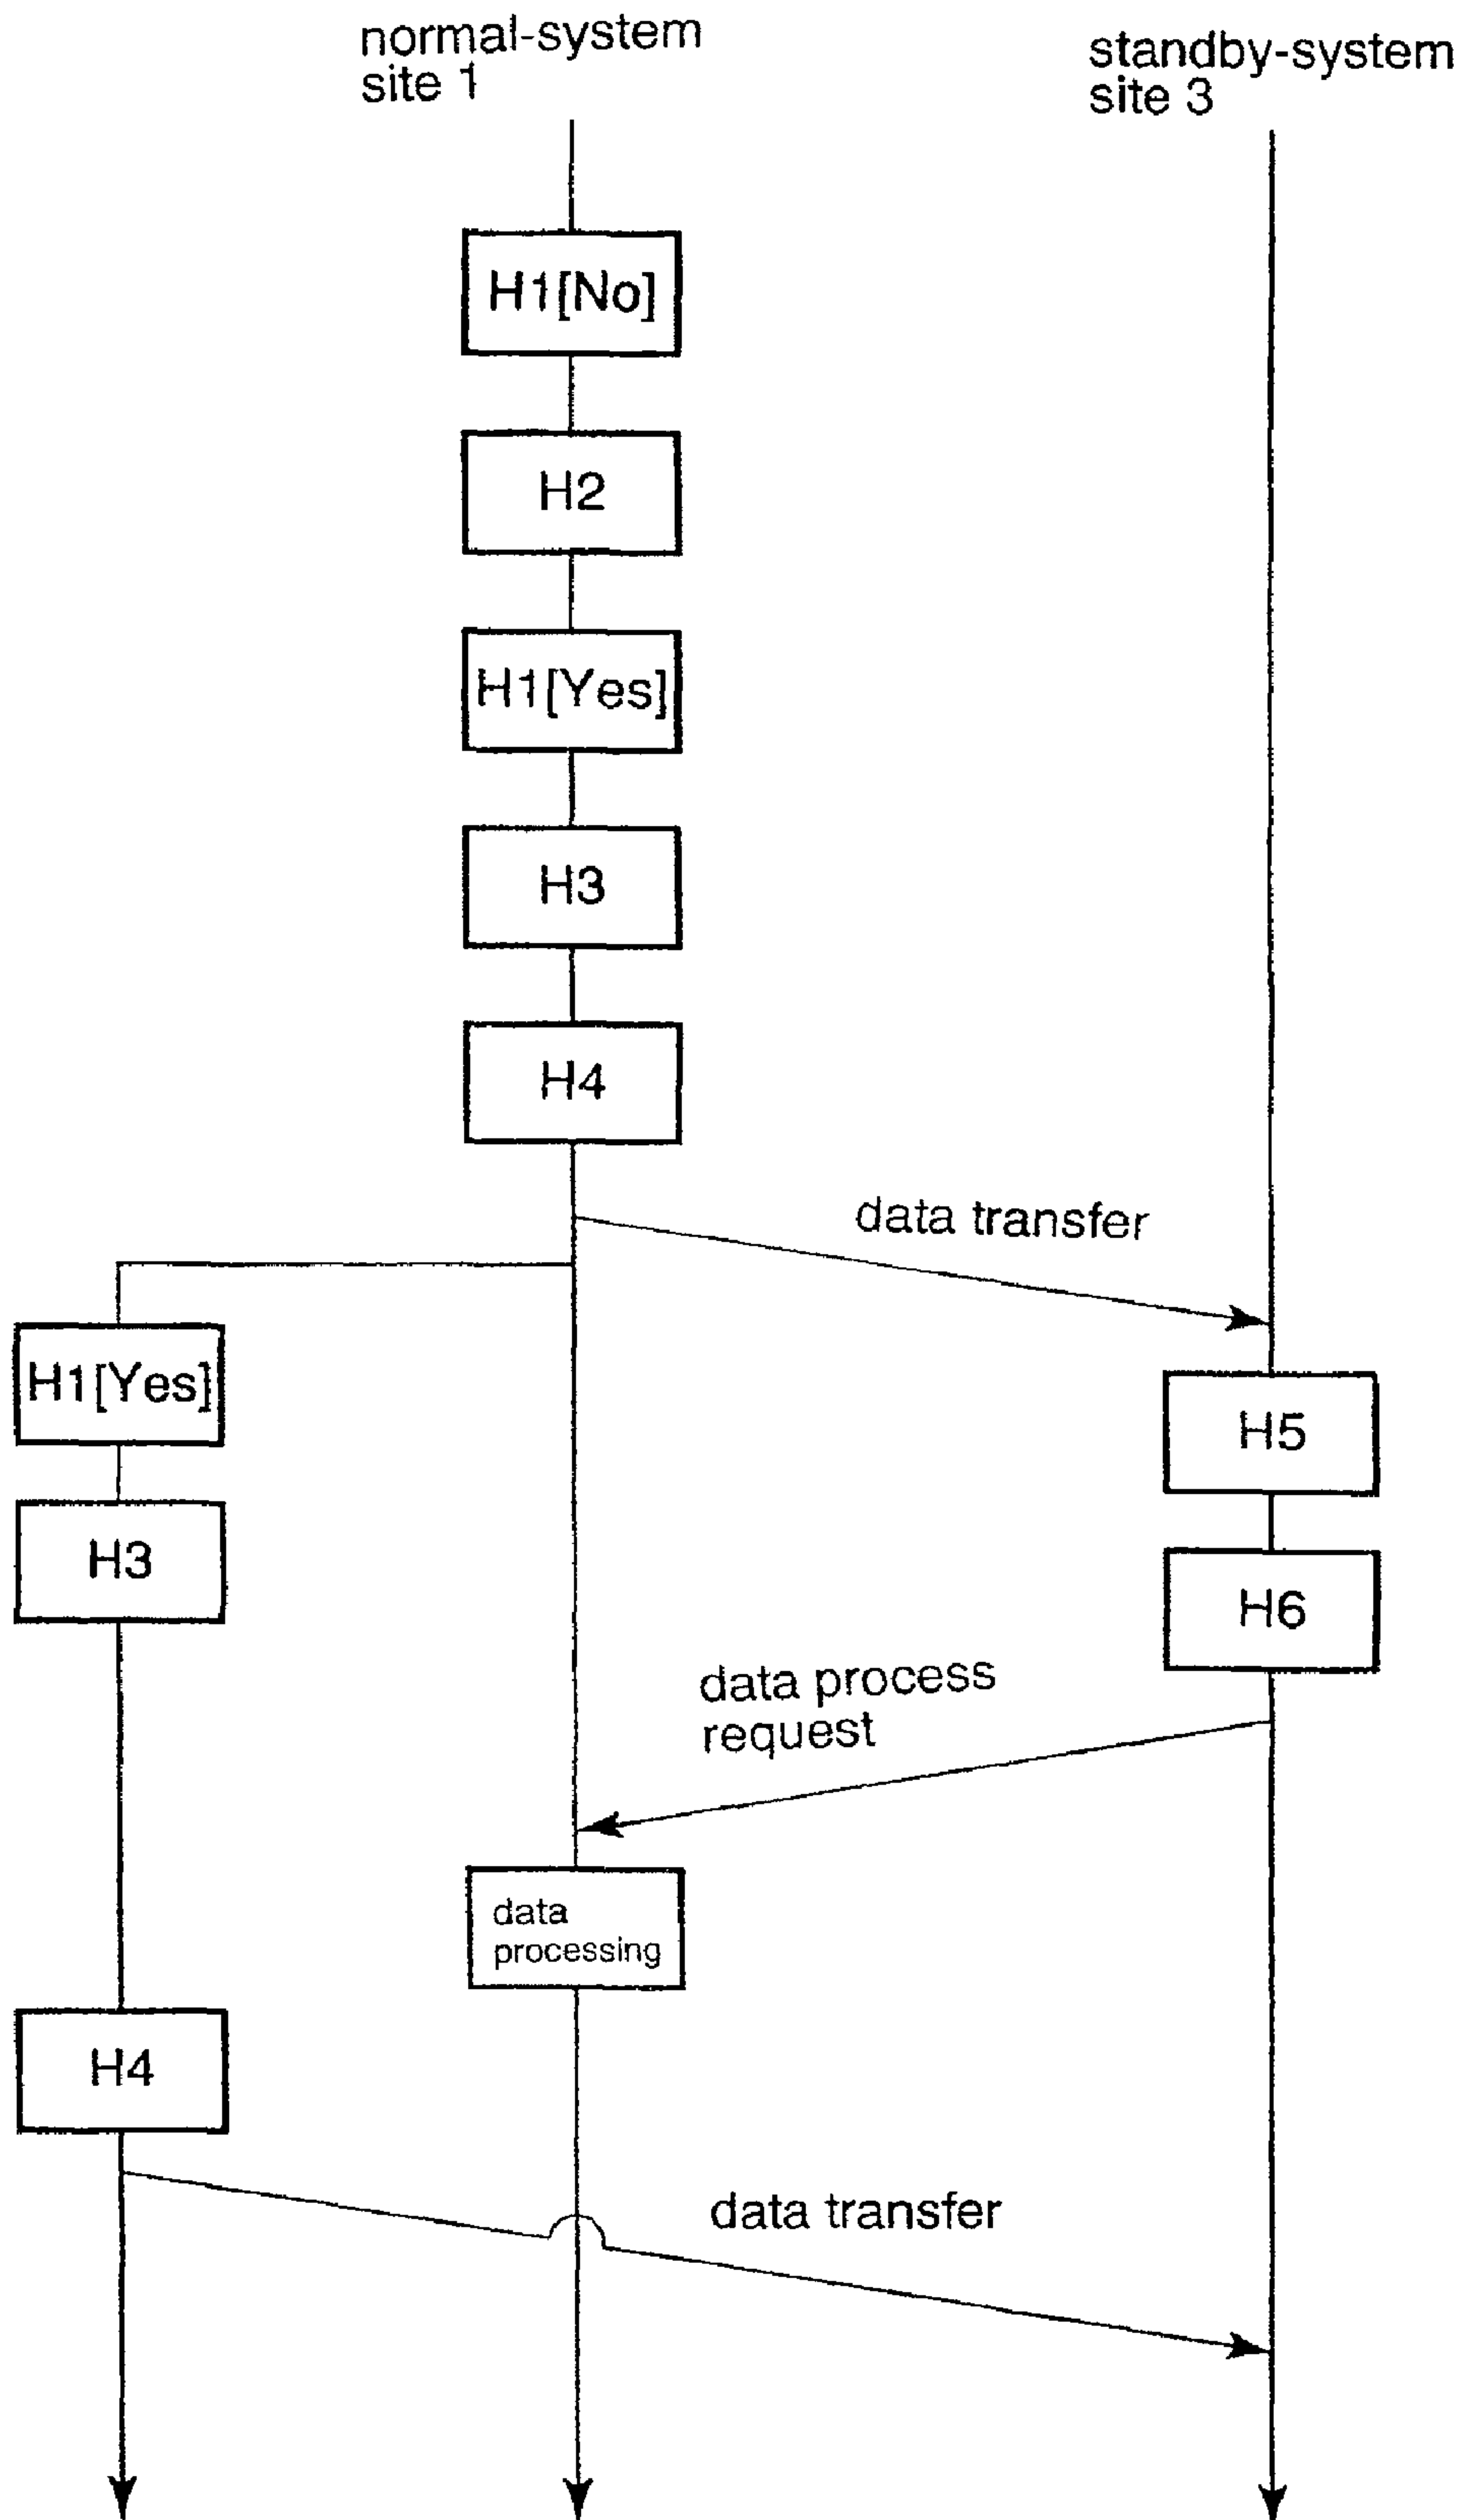 normal-system
site 1
standby-system
site 3
H1[No]
H2
H1[Yes]
H3
H4
data transfer
H1[Yes]
H5
H3
H6
data process
request
data
processing
H4
data transfer